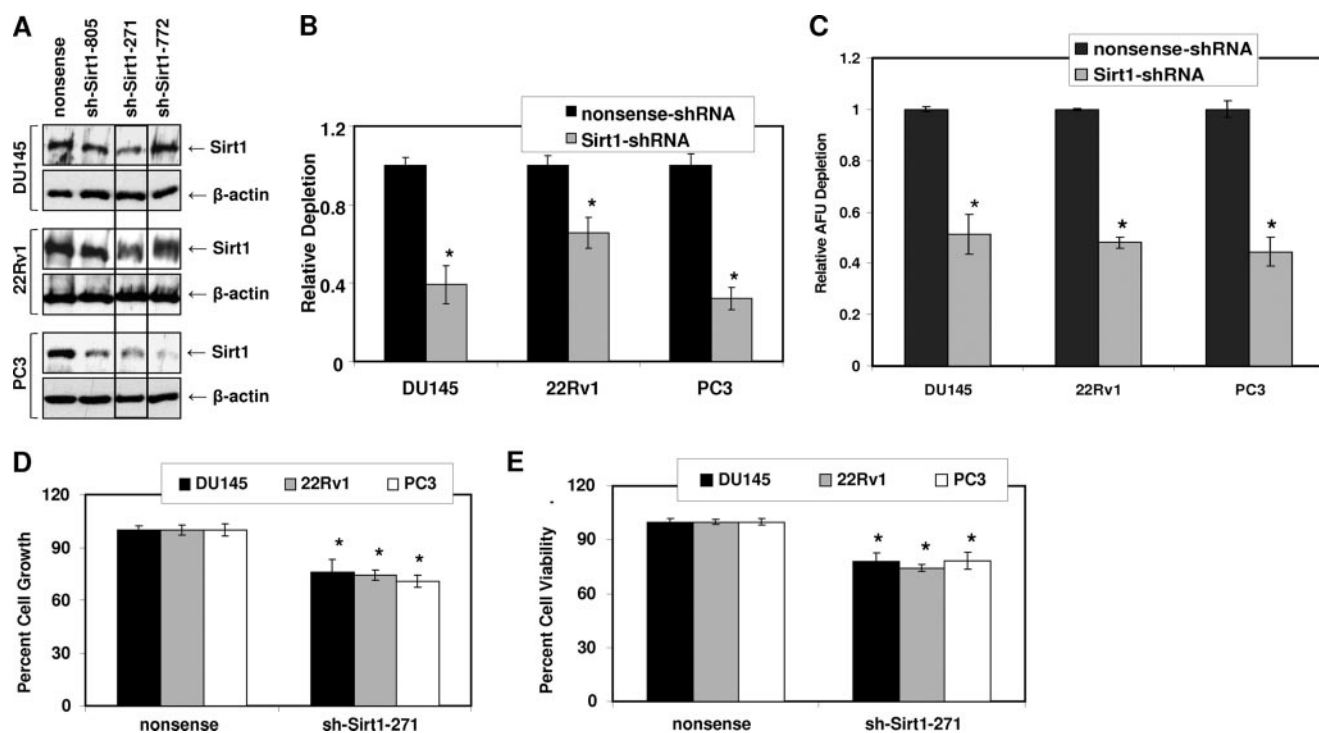 A
nonsense
sh-Sirt1-805
sh-Sirt1-271
sh-Sirt1-772
DU145
← Sirt1
← β-actin
22Rv1
← Sirt1
← β-actin
PC3
← Sirt1
← β-actin
B
nonsense-shRNA
Sirt1-shRNA
Relative Depletion
1.2
0.8
0.4
0
*
*
*
DU145
22Rv1
PC3
C
nonsense-shRNA
Sirt1-shRNA
Relative AFU Depletion
1.2
1
0.8
0.6
0.4
0.2
0
*
*
*
DU145
22Rv1
PC3
D
DU145
22Rv1
PC3
Percent Cell Growth
120
90
60
30
0
* * *
nonsense
sh-Sirt1-271
E
DU145
22Rv1
PC3
Percent Cell Viability
120
90
60
30
0
* * *
nonsense
sh-Sirt1-271